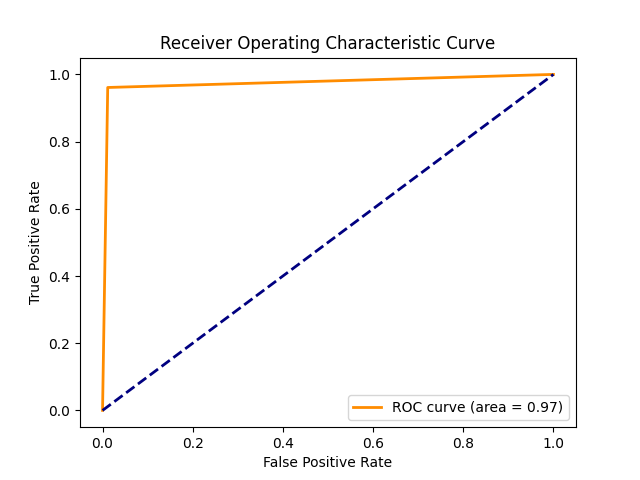 Receiver Operating Characteristic Curve
True Positive Rate
1.0
0.8
0.6
0.4
0.2
0.0
ROC curve (area = 0.97)
0.0 0.2 0.4 0.6 0.8 1.0
False Positive Rate